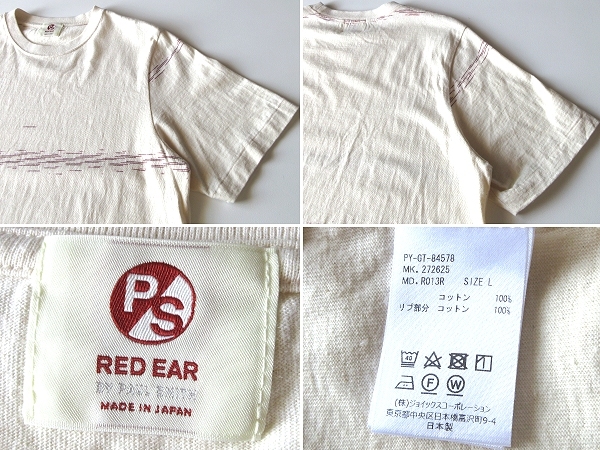 PS
RED EAR
BY PAUL SMITH
MADE IN JAPAN
PY-GT-84578
MK. 272625
MD. R013R SIZE L
コットン 100%
リブ部分 コットン 100%
40
F W
(株)ジョイックスコーポレーション
東京都中央区日本橋富沢町9-4
日本製